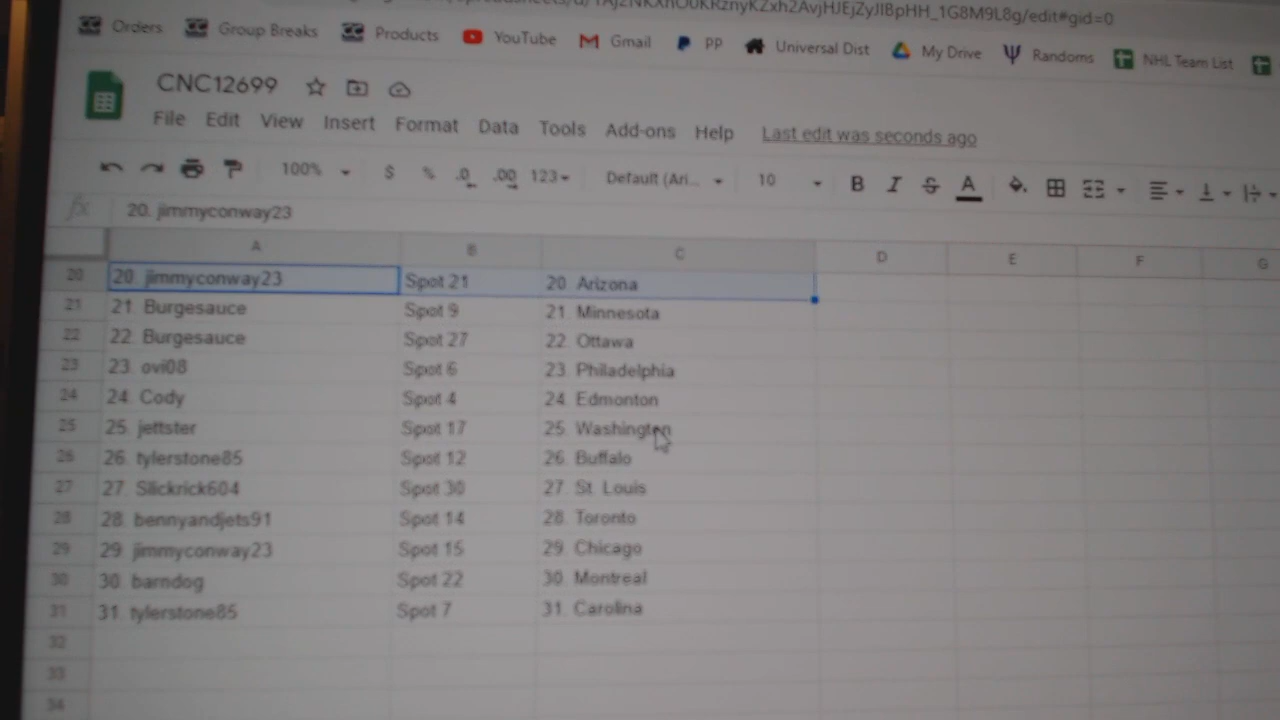 /edit#gid=0
Orders Group Breaks Products YouTube Gmail PP Universal Dist My Drive Randoms NHL Team List
CNC12699
File Edit View Insert Format Data Tools Add-ons Help Last edit was seconds ago
100% $ % .0 .00 123 Default (Ari... 10 B I S A
fx 20. jimmyconway23
A B C D E F G
20 20. jimmyconway23 Spot 21 20. Arizona
21 21. Burgesauce Spot 9 21. Minnesota
22 22. Burgesauce Spot 27 22. Ottawa
23 23. ovi08 Spot 6 23. Philadelphia
24 24. Cody Spot 4 24. Edmonton
25 25. jettster Spot 17 25. Washington
26 26. tylerstone85 Spot 12 26. Buffalo
27 27. Slickrick604 Spot 30 27. St. Louis
28 28. bennyandjets91 Spot 14 28. Toronto
29 29. jimmyconway23 Spot 15 29. Chicago
30 30. barndog Spot 22 30. Montreal
31 31. tylerstone85 Spot 7 31. Carolina
32
33
34